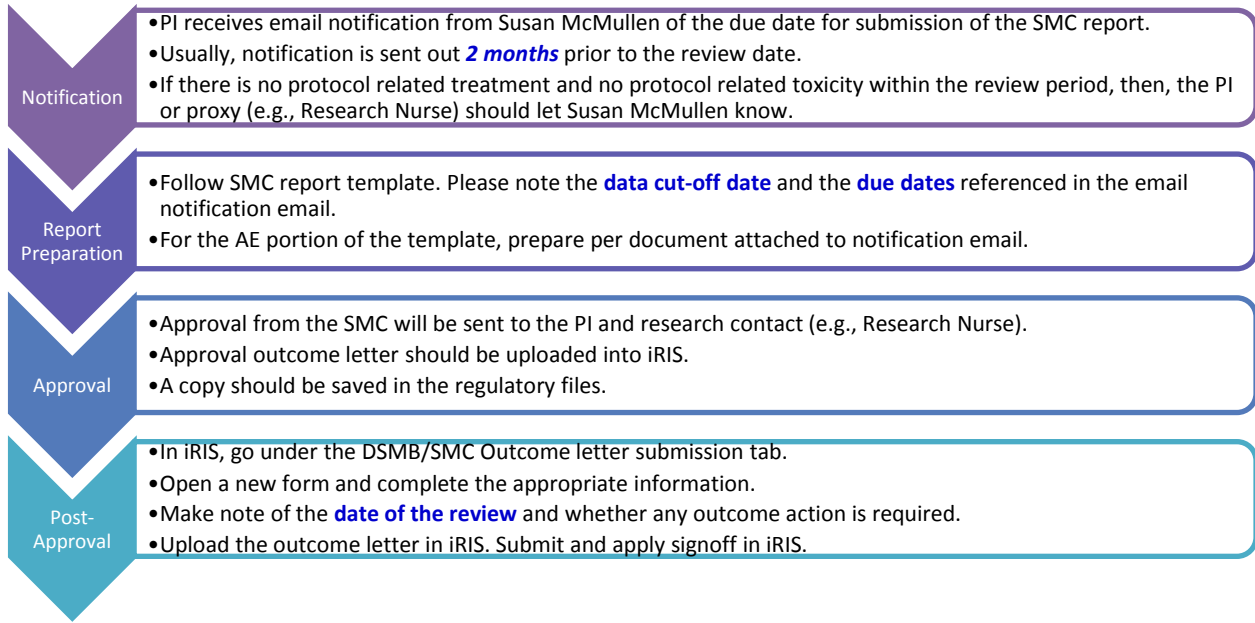 Notification
•PI receives email notification from Susan McMullen of the due date for submission of the SMC report.
•Usually, notification is sent out 2 months prior to the review date.
•If there is no protocol related treatment and no protocol related toxicity within the review period, then, the PI
or proxy (e.g., Research Nurse) should let Susan McMullen know.
Report
Preparation
•Follow SMC report template. Please note the data cut-off date and the due dates referenced in the email
notification email.
•For the AE portion of the template, prepare per document attached to notification email.
Approval
•Approval from the SMC will be sent to the PI and research contact (e.g., Research Nurse).
•Approval outcome letter should be uploaded into iRIS.
•A copy should be saved in the regulatory files.
Post-
Approval
•In iRIS, go under the DSMB/SMC Outcome letter submission tab.
•Open a new form and complete the appropriate information.
•Make note of the date of the review and whether any outcome action is required.
•Upload the outcome letter in iRIS. Submit and apply signoff in iRIS.